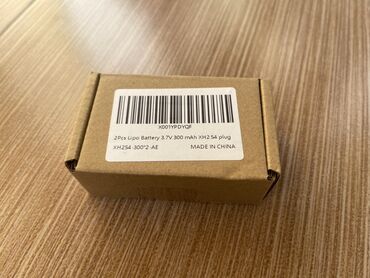 X001YPDYQF
2Pcs Lipo Battery 3.7V 300 mAh XH2.54 plug
XH254-300*2-AE MADE IN CHINA